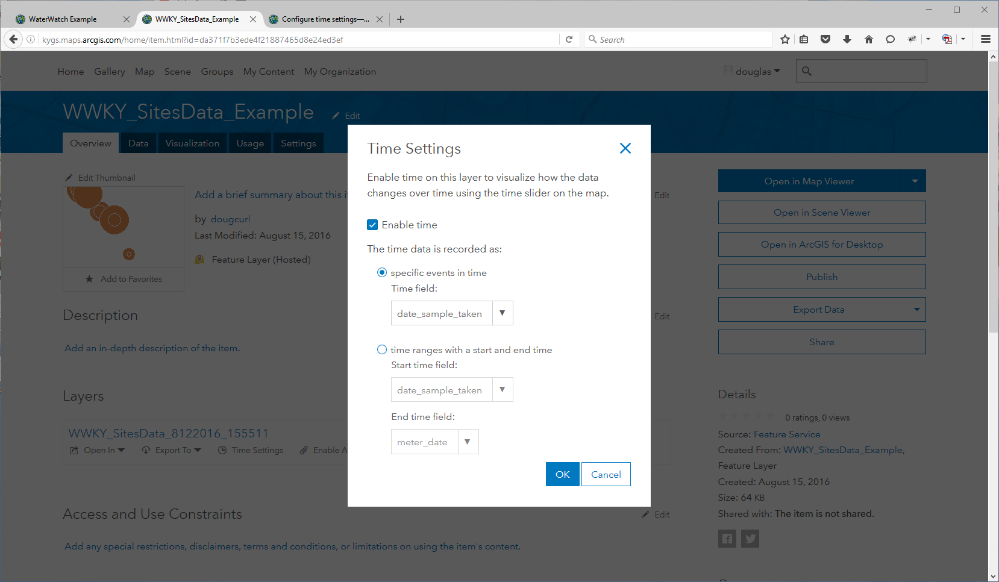 WaterWatch Example
WWKY_SitesData_Example
Configure time settings—...
kygs.maps.arcgis.com/home/item.html?id=da371f7b3ede4f21887465d8e24ed3ef
Search
Home Gallery Map Scene Groups My Content My Organization
douglas
WWKY_SitesData_Example
Edit
Overview Data Visualization Usage Settings
Edit Thumbnail
Add a brief summary about this i
Edit
by dougcurl
Last Modified: August 15, 2016
Feature Layer (Hosted)
Add to Favorites
Description
Edit
Add an in-depth description of the item.
Layers
WWKY_SitesData_8122016_155511
Open In Export To Time Settings Enable A
Access and Use Constraints
Edit
Add any special restrictions, disclaimers, terms and conditions, or limitations on using the item's content.
Time Settings
Enable time on this layer to visualize how the data
changes over time using the time slider on the map.
Enable time
The time data is recorded as:
specific events in time
Time field:
date_sample_taken
time ranges with a start and end time
Start time field:
date_sample_taken
End time field:
meter_date
OK Cancel
Open in Map Viewer
Open in Scene Viewer
Open in ArcGIS for Desktop
Publish
Export Data
Share
Details
0 ratings, 0 views
Source: Feature Service
Created From: WWKY_SitesData_Example,
Feature Layer
Created: August 15, 2016
Size: 64 KB
Shared with: The item is not shared.